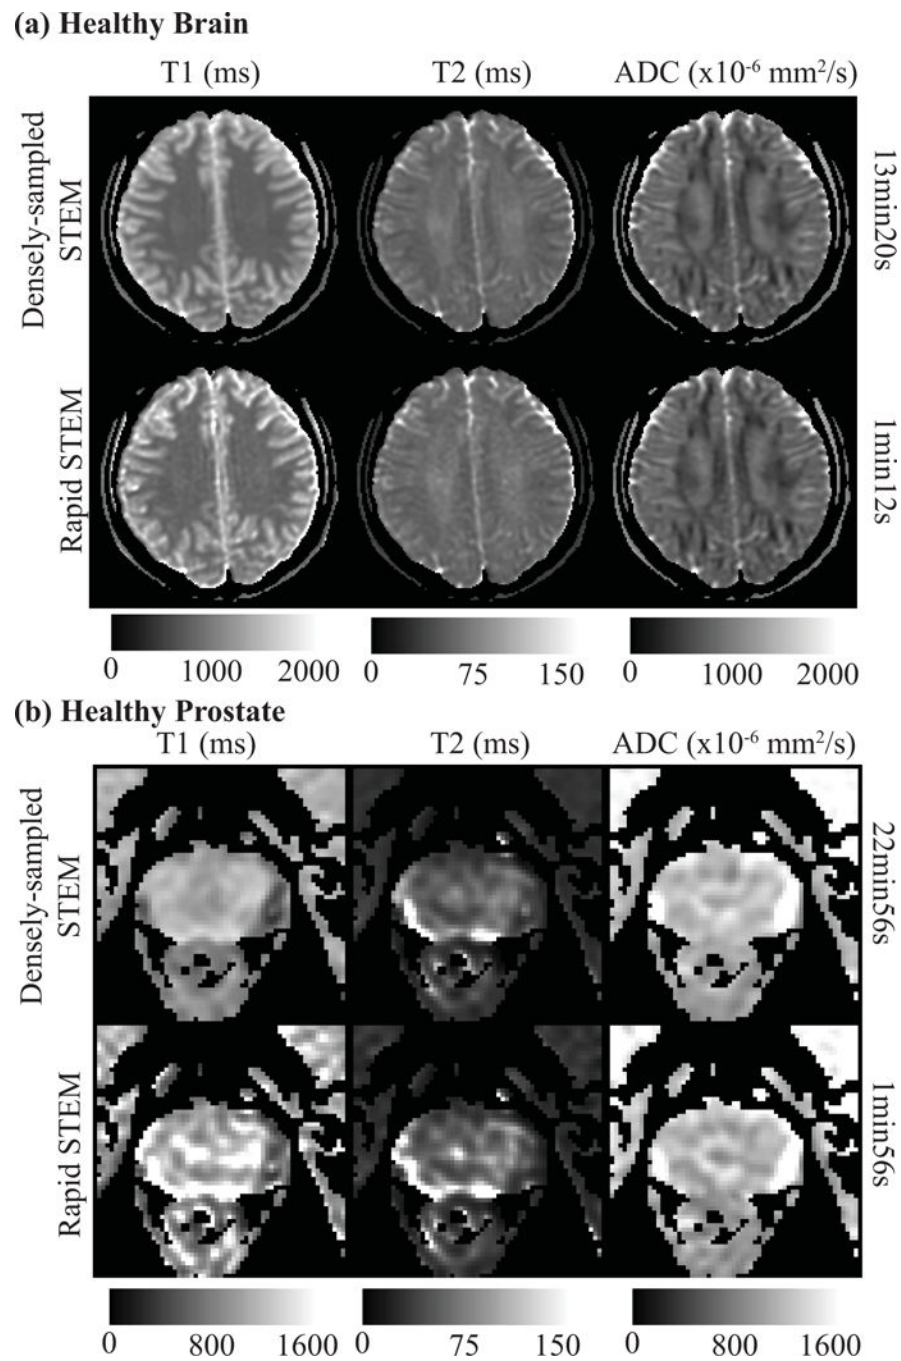 (a) Healthy Brain
T1 (ms) T2 (ms) ADC (x10⁻⁶ mm²/s)
Densely-sampled
STEM
13min20s
Rapid STEM
1min12s
0 1000 2000 0 75 150 0 1000 2000
(b) Healthy Prostate
T1 (ms) T2 (ms) ADC (x10⁻⁶ mm²/s)
Densely-sampled
STEM
22min56s
Rapid STEM
1min56s
0 800 1600 0 75 150 0 800 1600